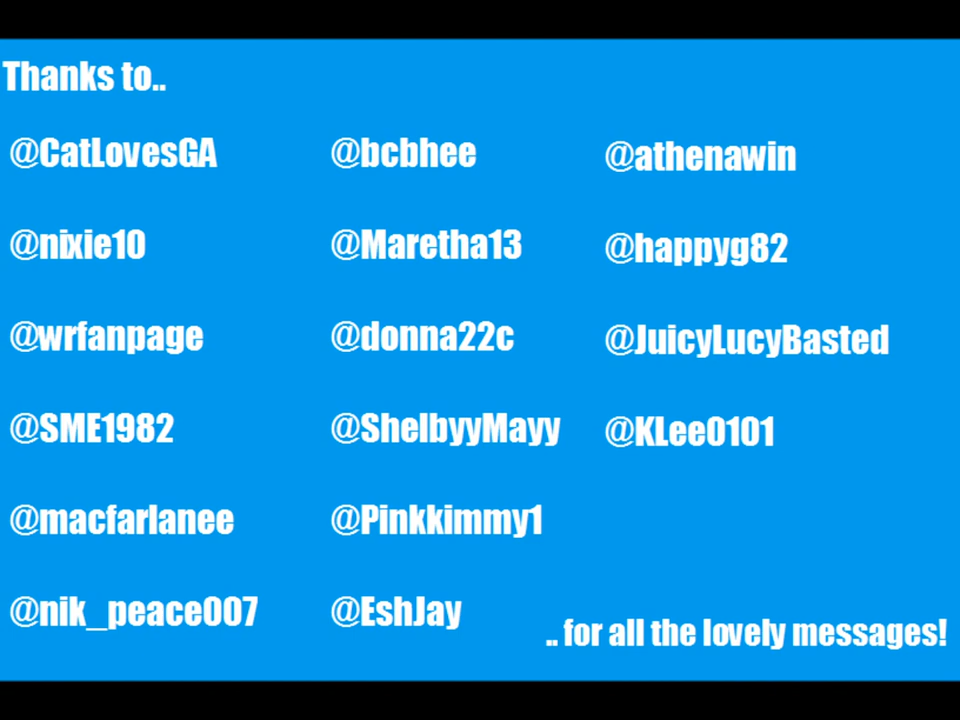 Thanks to..
@CatLovesGA
@nixie10
@wrfanpage
@SME1982
@macfarlanee
@nik_peace007
@bcbhee
@Maretha13
@donna22c
@ShelbyyMayy
@Pinkkimmy1
@EshJay
@athenawin
@happyg82
@JuicyLucyBasted
@KLee0101
.. for all the lovely messages!